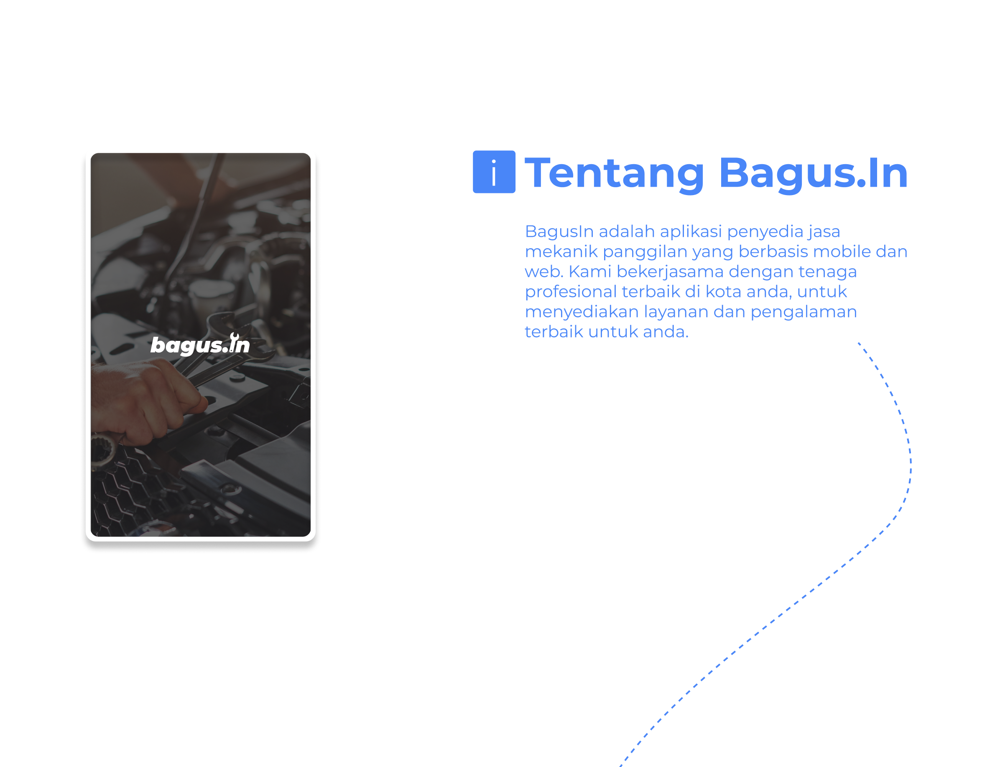 bagus.in
i Tentang Bagus.In
BagusIn adalah aplikasi penyedia jasa
mekanik panggilan yang berbasis mobile dan
web. Kami bekerjasama dengan tenaga
profesional terbaik di kota anda, untuk
menyediakan layanan dan pengalaman
terbaik untuk anda.